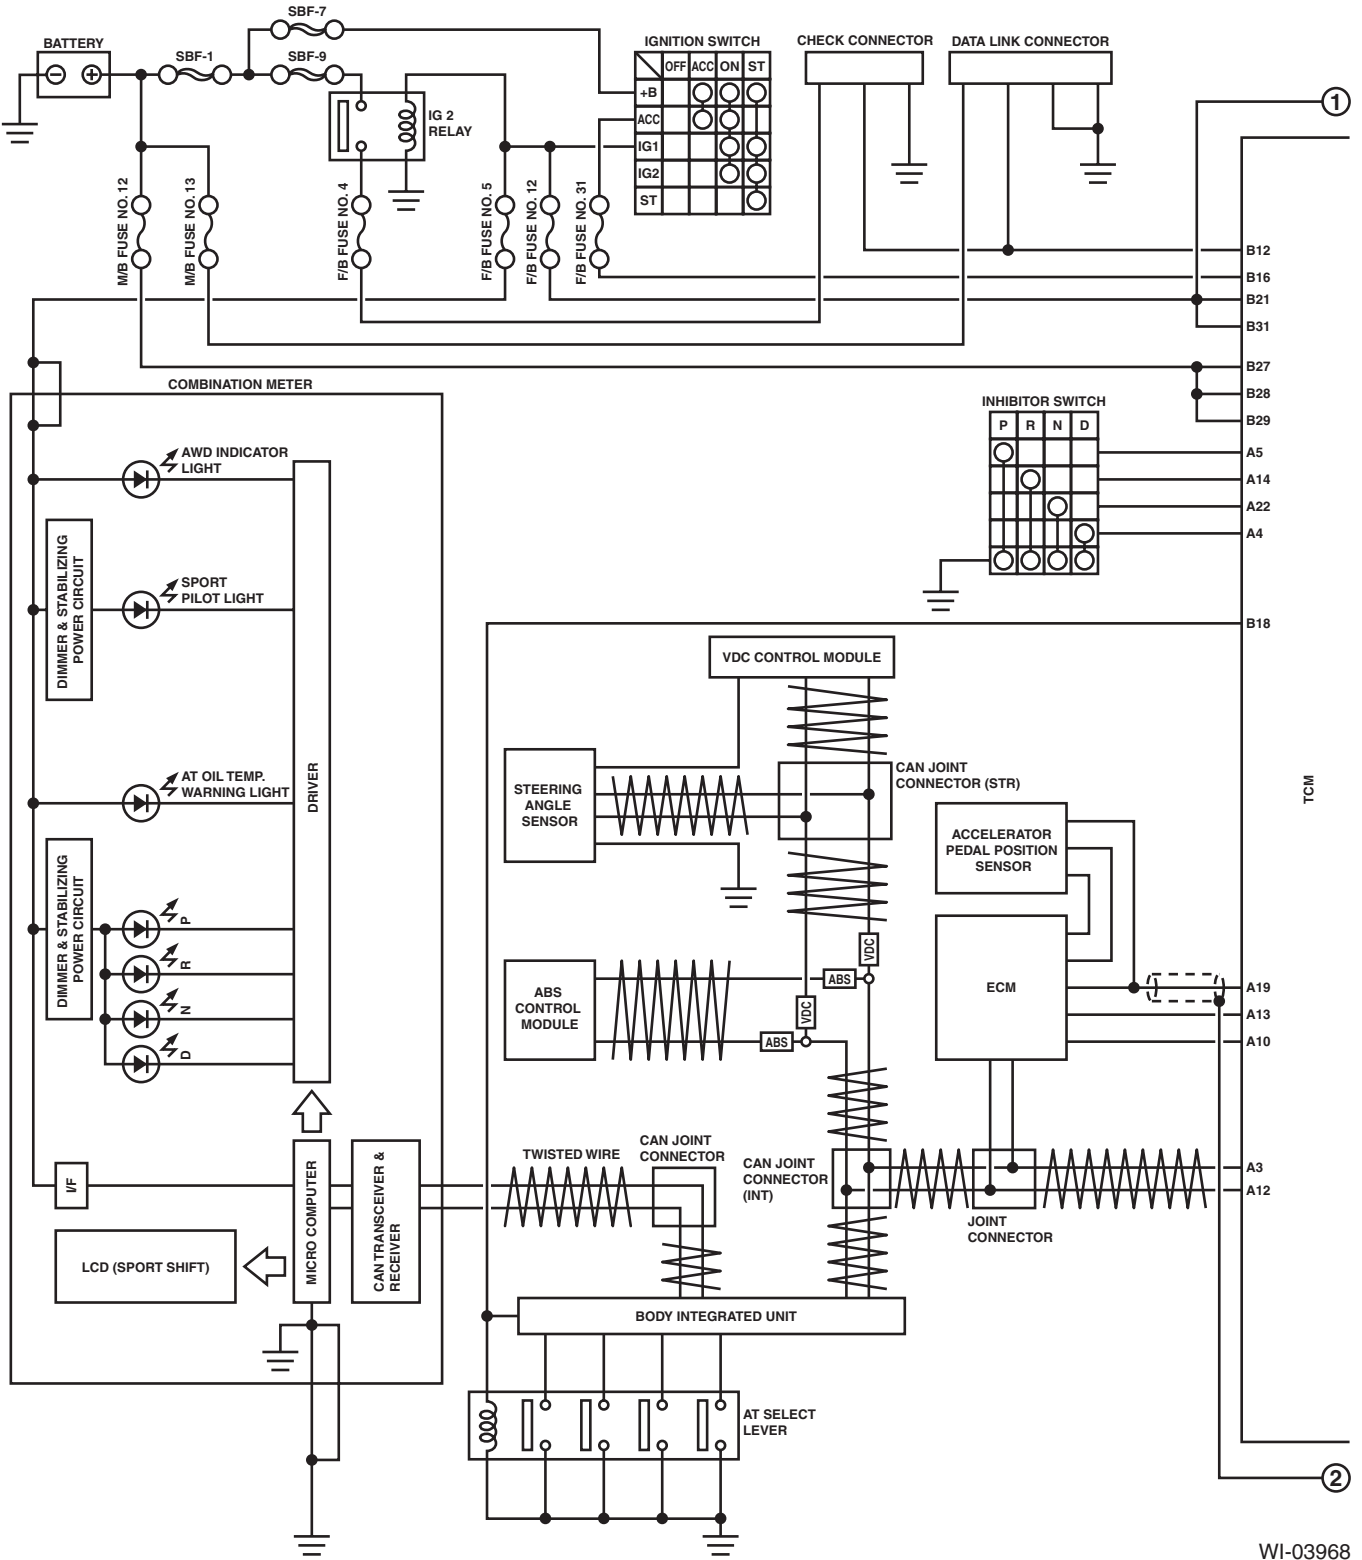 SBF-7
BATTERY
SBF-1
SBF-9
IG 2
RELAY
IGNITION SWITCH
OFF ACC ON ST
+B
ACC
IG1
IG2
ST
CHECK CONNECTOR
DATA LINK CONNECTOR
1
M/B FUSE NO. 12
M/B FUSE NO. 13
F/B FUSE NO. 4
F/B FUSE NO. 5
F/B FUSE NO. 12
F/B FUSE NO. 31
B12
B16
B21
B31
B27
B28
B29
A5
A14
A22
A4
B18
INHIBITOR SWITCH
P R N D
COMBINATION METER
AWD INDICATOR
LIGHT
DIMMER & STABILIZING
POWER CIRCUIT
SPORT
PILOT LIGHT
AT OIL TEMP.
WARNING LIGHT
DRIVER
DIMMER & STABILIZING
POWER CIRCUIT
P
R
N
D
I/F
MICRO COMPUTER
CAN TRANSCEIVER &
RECEIVER
LCD (SPORT SHIFT)
VDC CONTROL MODULE
STEERING
ANGLE
SENSOR
CAN JOINT
CONNECTOR (STR)
ACCELERATOR
PEDAL POSITION
SENSOR
TCM
VDC
ABS
CONTROL
MODULE
ABS
VDC
ABS
ECM
A19
A13
A10
TWISTED WIRE
CAN JOINT
CONNECTOR
CAN JOINT
CONNECTOR
(INT)
JOINT
CONNECTOR
A3
A12
BODY INTEGRATED UNIT
AT SELECT
LEVER
2
WI-03968